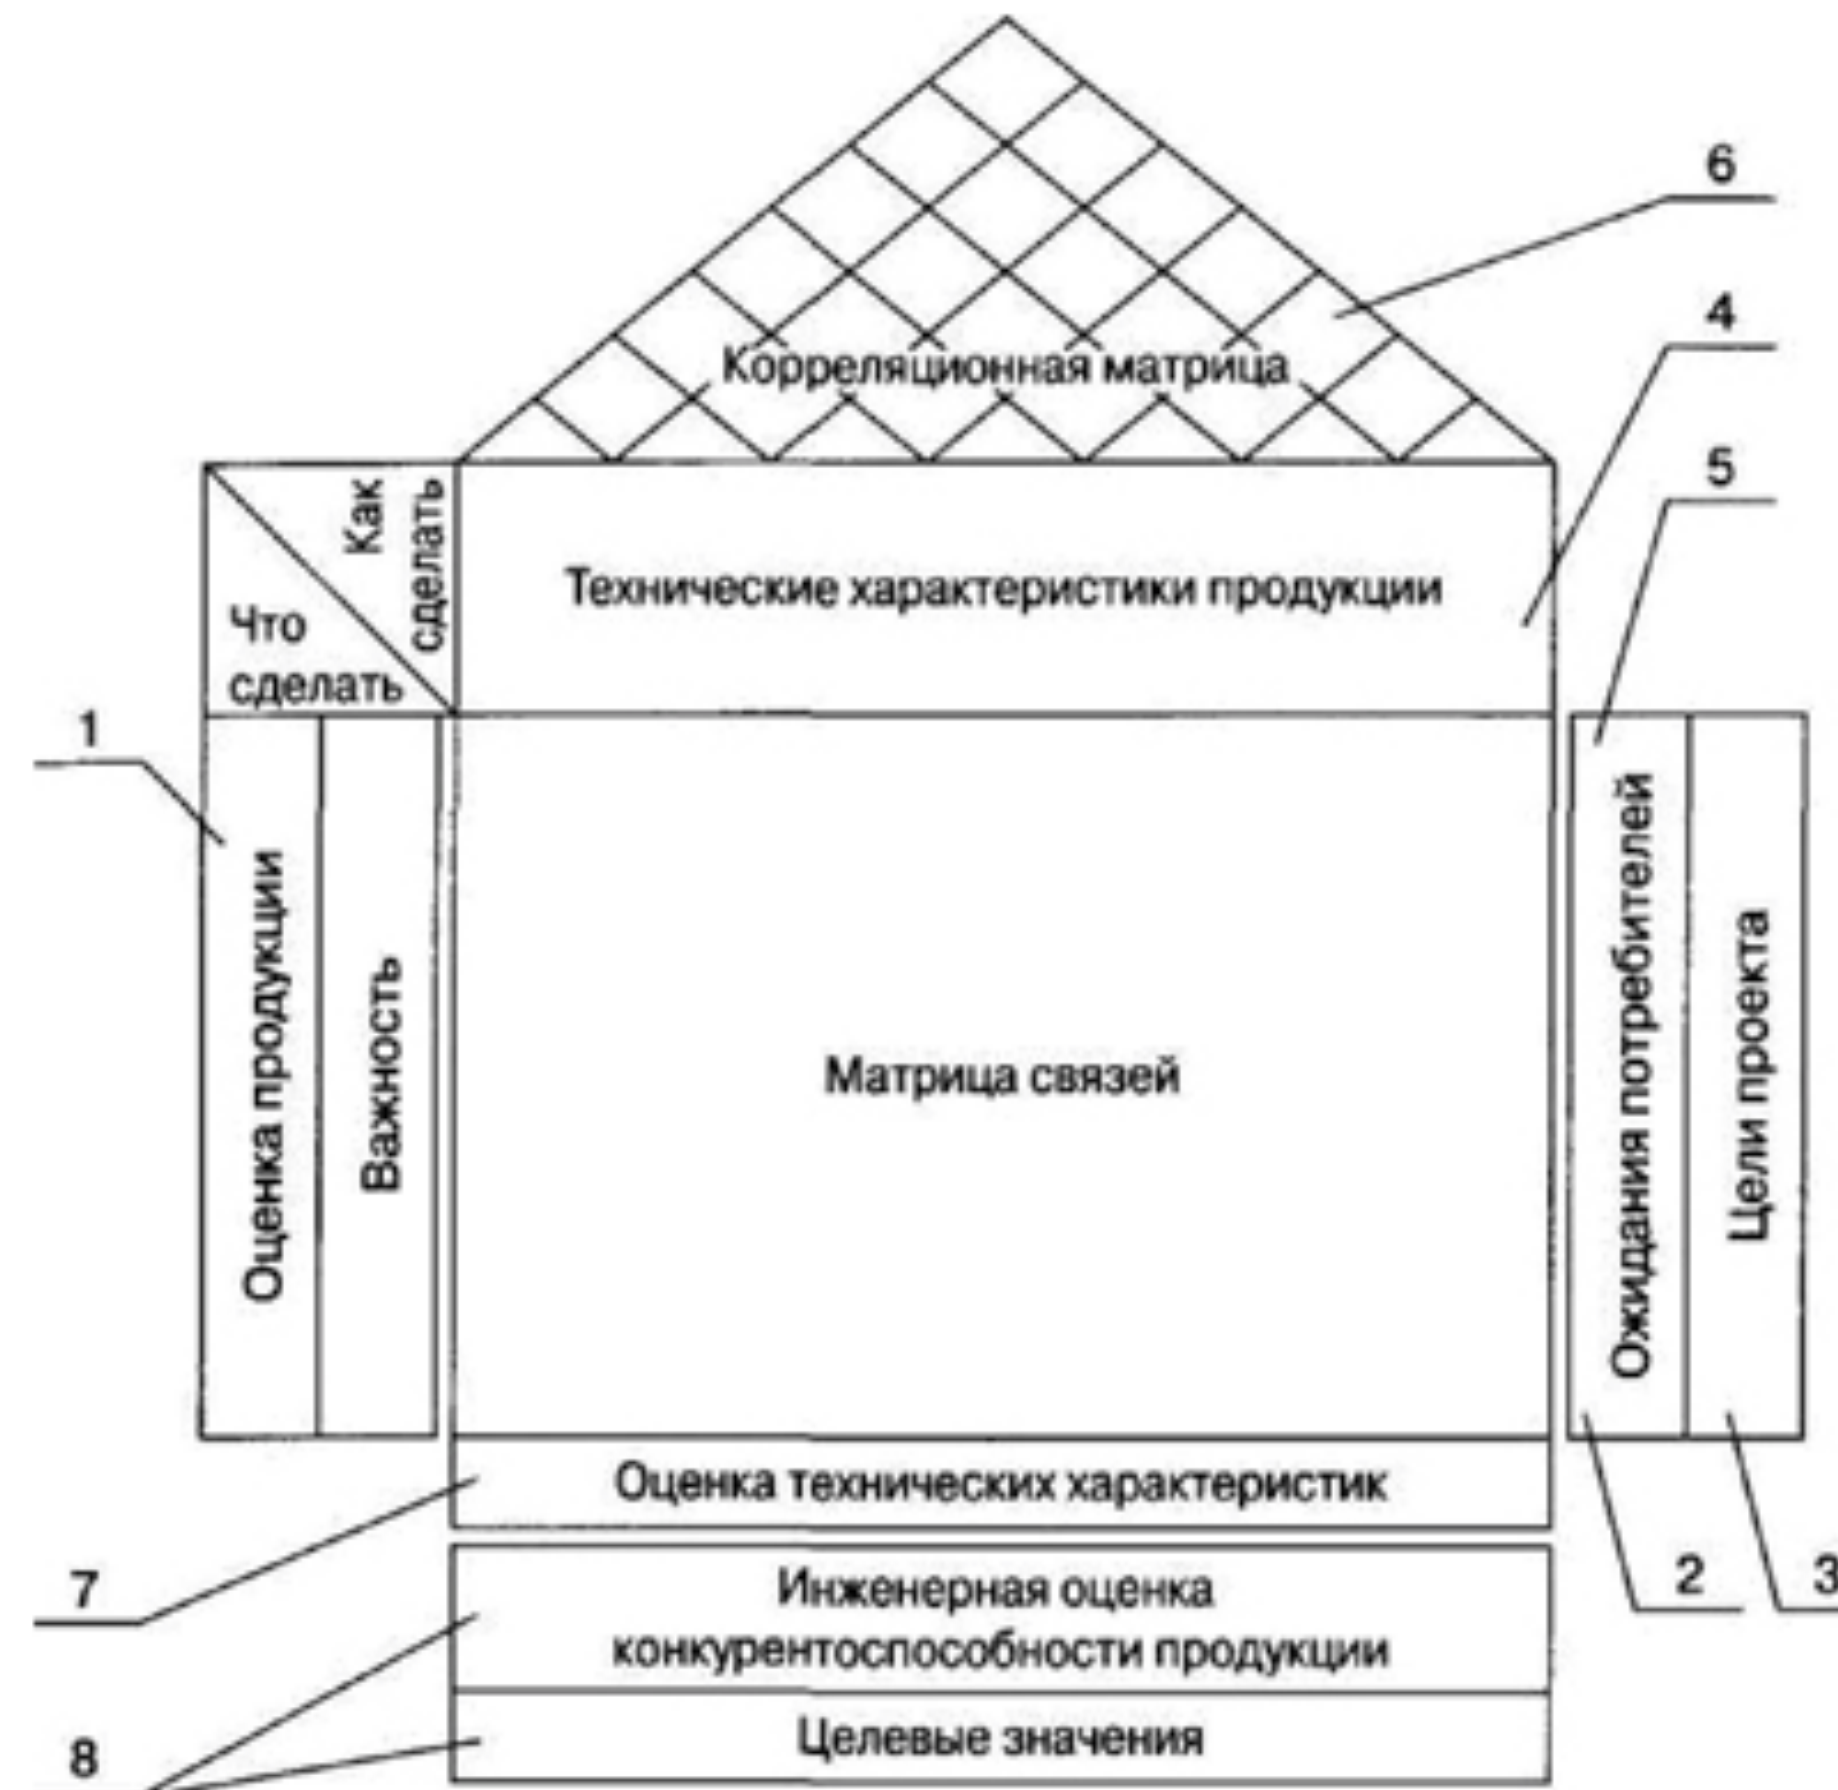 6
Корреляционная матрица
4
5
Как
сделать
Что
сделать
Технические характеристики продукции
1
Оценка продукции
Важность
Матрица связей
Ожидания потребителей
Цели проекта
Оценка технических характеристик
7
2
3
Инженерная оценка
конкурентоспособности продукции
8
Целевые значения